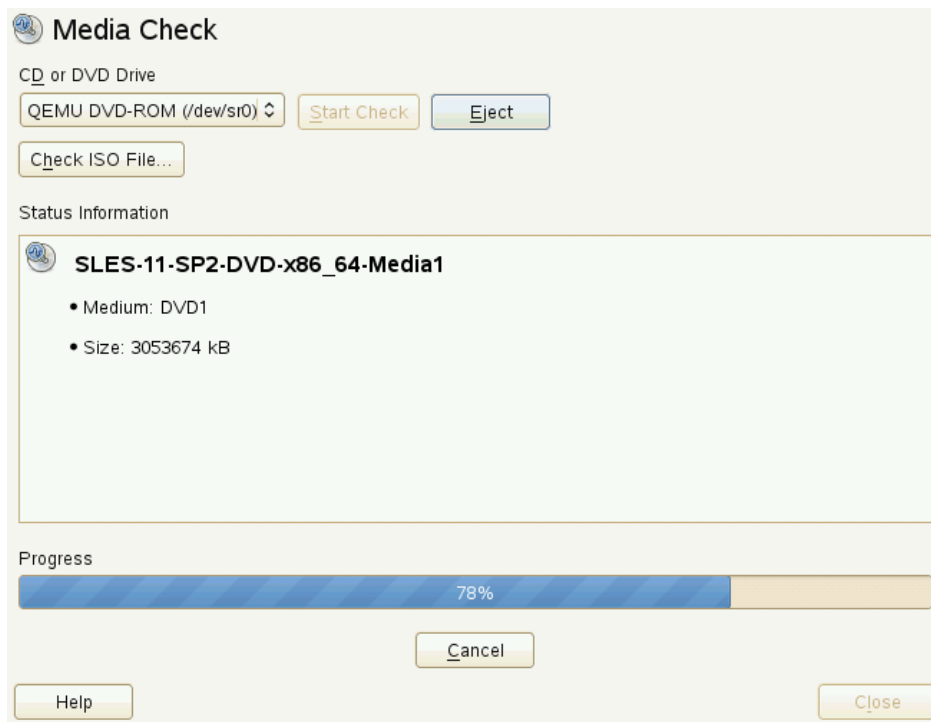 Media Check
CD or DVD Drive
QEMU DVD-ROM (/dev/sr0) Start Check Eject
Check ISO File...
Status Information
SLES-11-SP2-DVD-x86_64-Media1
• Medium: DVD1
• Size: 3053674 kB
Progress
78%
Cancel
Help Close